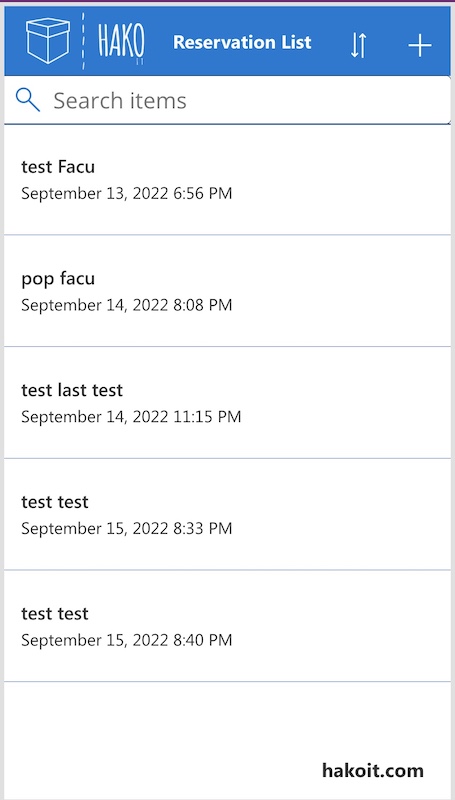 HAKO
IT
Reservation List
Search items
test Facu
September 13, 2022 6:56 PM
pop facu
September 14, 2022 8:08 PM
test last test
September 14, 2022 11:15 PM
test test
September 15, 2022 8:33 PM
test test
September 15, 2022 8:40 PM
hakoit.com